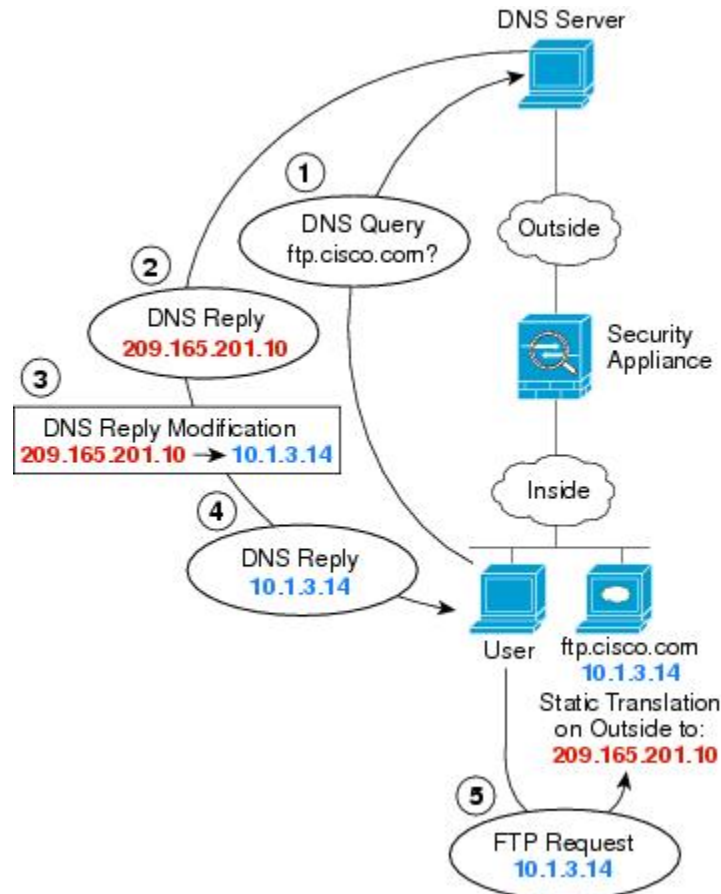 DNS Server
1
DNS Query
ftp.cisco.com?
Outside
2
DNS Reply
209.165.201.10
Security
Appliance
3
DNS Reply Modification
209.165.201.10 → 10.1.3.14
Inside
4
DNS Reply
10.1.3.14
User
ftp.cisco.com
10.1.3.14
Static Translation
on Outside to:
209.165.201.10
5
FTP Request
10.1.3.14